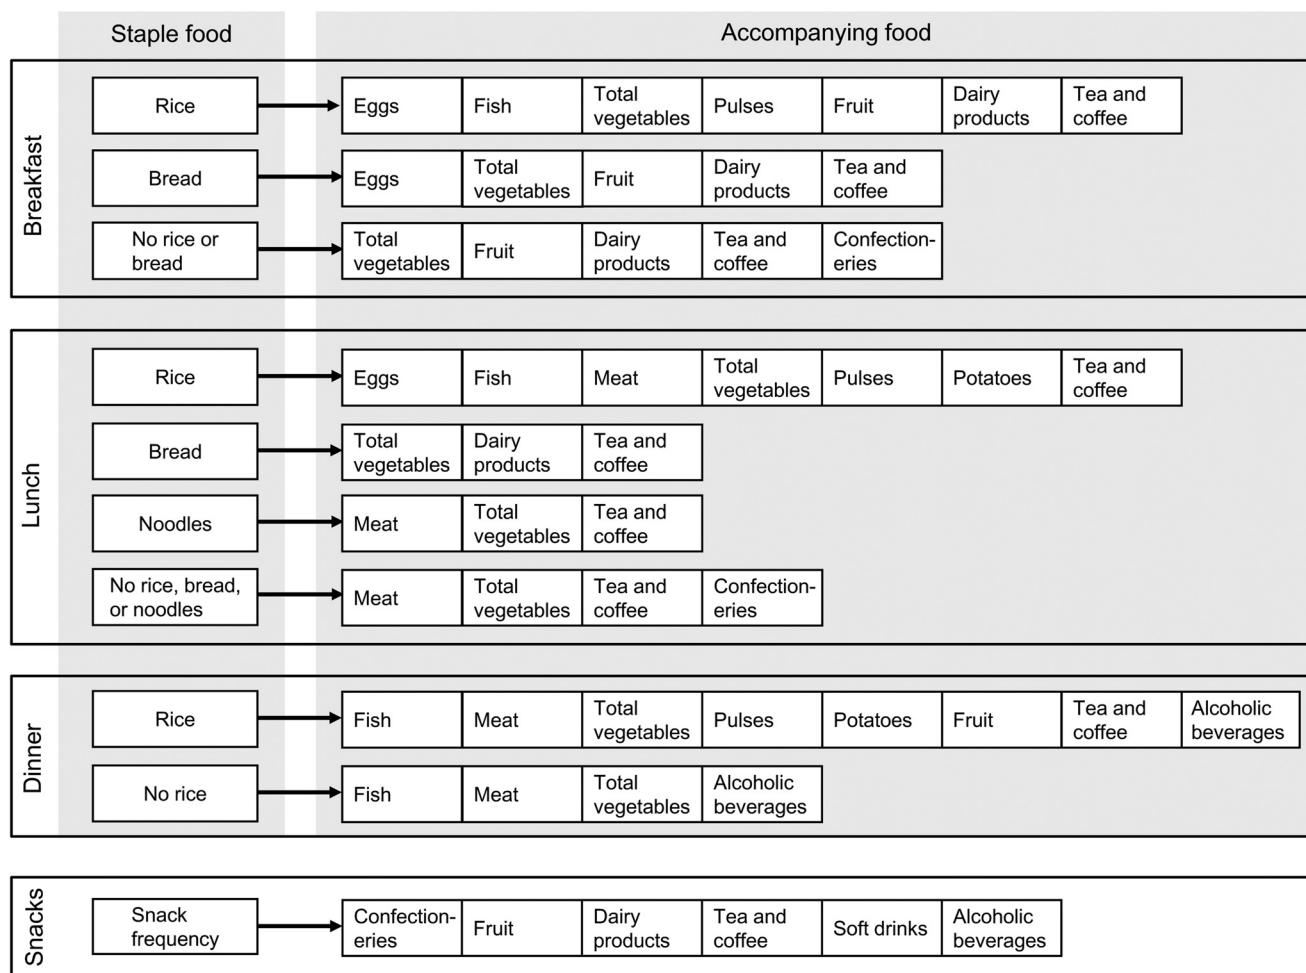 Staple food
Accompanying food
Breakfast
Rice
Eggs
Fish
Total
vegetables
Pulses
Fruit
Dairy
products
Tea and
coffee
Bread
Eggs
Total
vegetables
Fruit
Dairy
products
Tea and
coffee
No rice or
bread
Total
vegetables
Fruit
Dairy
products
Tea and
coffee
Confection-
eries
Lunch
Rice
Eggs
Fish
Meat
Total
vegetables
Pulses
Potatoes
Tea and
coffee
Bread
Total
vegetables
Dairy
products
Tea and
coffee
Noodles
Meat
Total
vegetables
Tea and
coffee
No rice, bread,
or noodles
Meat
Total
vegetables
Tea and
coffee
Confection-
eries
Dinner
Rice
Fish
Meat
Total
vegetables
Pulses
Potatoes
Fruit
Tea and
coffee
Alcoholic
beverages
No rice
Fish
Meat
Total
vegetables
Alcoholic
beverages
Snacks
Snack
frequency
Confection-
eries
Fruit
Dairy
products
Tea and
coffee
Soft drinks
Alcoholic
beverages